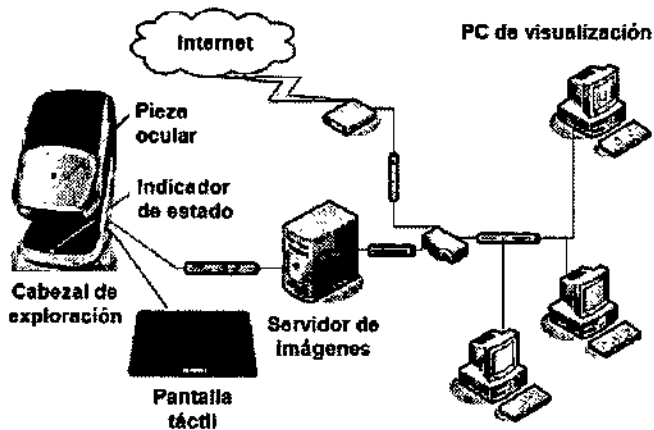 Internet
PC de visualización
Pieza
ocular
Indicador
de estado
Cabezal de
exploración
Servidor de
imágenes
Pantalla
táctil